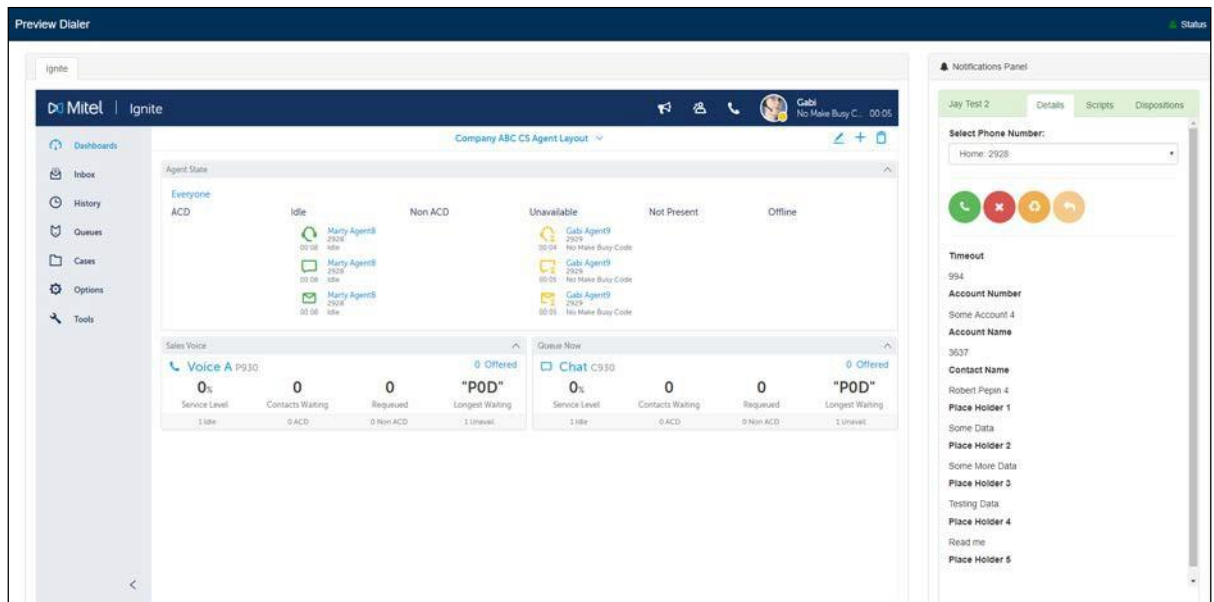 Preview Dialer
Status
Ignite
Mitel | Ignite
Gabi
No Make Busy C... 00:05
Dashboards
Inbox
History
Queues
Cases
Options
Tools
Company ABC CS Agent Layout
Agent State
Everyone
ACD Idle Non ACD Unavailable Not Present Offline
Marty Agent8
2928
00:08 Idle
Marty Agent8
2928
00:08 Idle
Marty Agent8
2928
00:08 Idle
Gabi Agent9
2929
00:04 No Make Busy Code
Gabi Agent9
2929
00:05 No Make Busy Code
Gabi Agent9
2929
00:05 No Make Busy Code
Sales Voice
Voice A P930 0 Offered
0% 0 0 "P0D"
Service Level Contacts Waiting Requeued Longest Waiting
1 Idle 0 ACD 0 Non ACD 1 Unavail.
Queue Now
Chat C930 0 Offered
0% 0 0 "P0D"
Service Level Contacts Waiting Requeued Longest Waiting
1 Idle 0 ACD 0 Non ACD 1 Unavail.
Notifications Panel
Jay Test 2 Details Scripts Dispositions
Select Phone Number:
Home: 2928
Timeout
994
Account Number
Some Account 4
Account Name
3637
Contact Name
Robert Pepin 4
Place Holder 1
Some Data
Place Holder 2
Some More Data
Place Holder 3
Testing Data
Place Holder 4
Read me
Place Holder 5